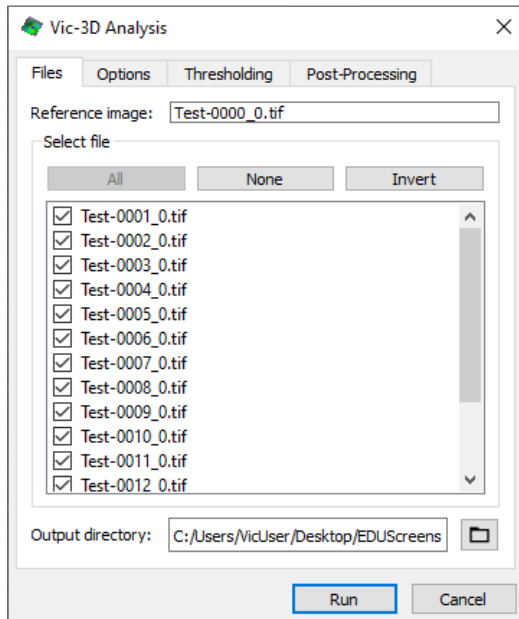 Vic-3D Analysis
Files Options Thresholding Post-Processing
Reference image: Test-0000_0.tif
Select file
All None Invert
Test-0001_0.tif
Test-0002_0.tif
Test-0003_0.tif
Test-0004_0.tif
Test-0005_0.tif
Test-0006_0.tif
Test-0007_0.tif
Test-0008_0.tif
Test-0009_0.tif
Test-0010_0.tif
Test-0011_0.tif
Test-0012_0.tif
Output directory: C:/Users/VicUser/Desktop/EDUScreens
Run Cancel